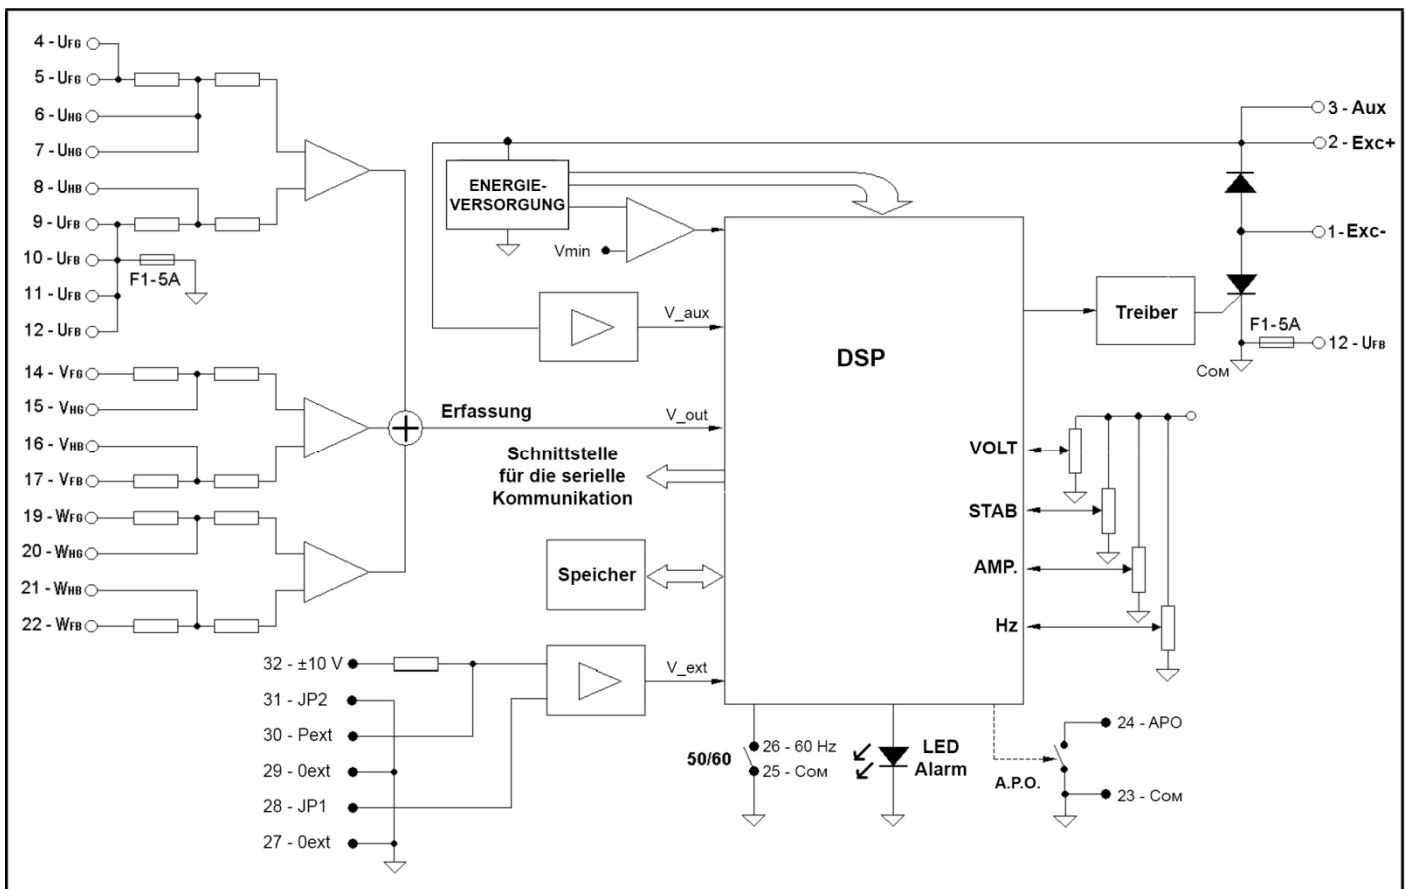 4 - UFG
5 - UFG
6 - UHG
7 - UHG
8 - UHB
9 - UFB
10 - UFB
F1-5A
11 - UFB
12 - UFB
14 - VFG
15 - VHG
16 - VHB
17 - VFB
19 - WFG
20 - WHG
21 - WHB
22 - WFB
32 - ±10 V
31 - JP2
30 - Pext
29 - 0ext
28 - JP1
27 - 0ext
ENERGIE-
VERSORGUNG
Vmin
V_aux
Erfassung
V_out
Schnittstelle
für die serielle
Kommunikation
Speicher
V_ext
DSP
VOLT
STAB
AMP.
Hz
Treiber
3 - Aux
2 - Exc+
1-Exc-
F1-5A
12 - UFB
COM
50/60
26 - 60 Hz
25 - COM
LED
Alarm
A.P.O.
24 - APO
23 - COM